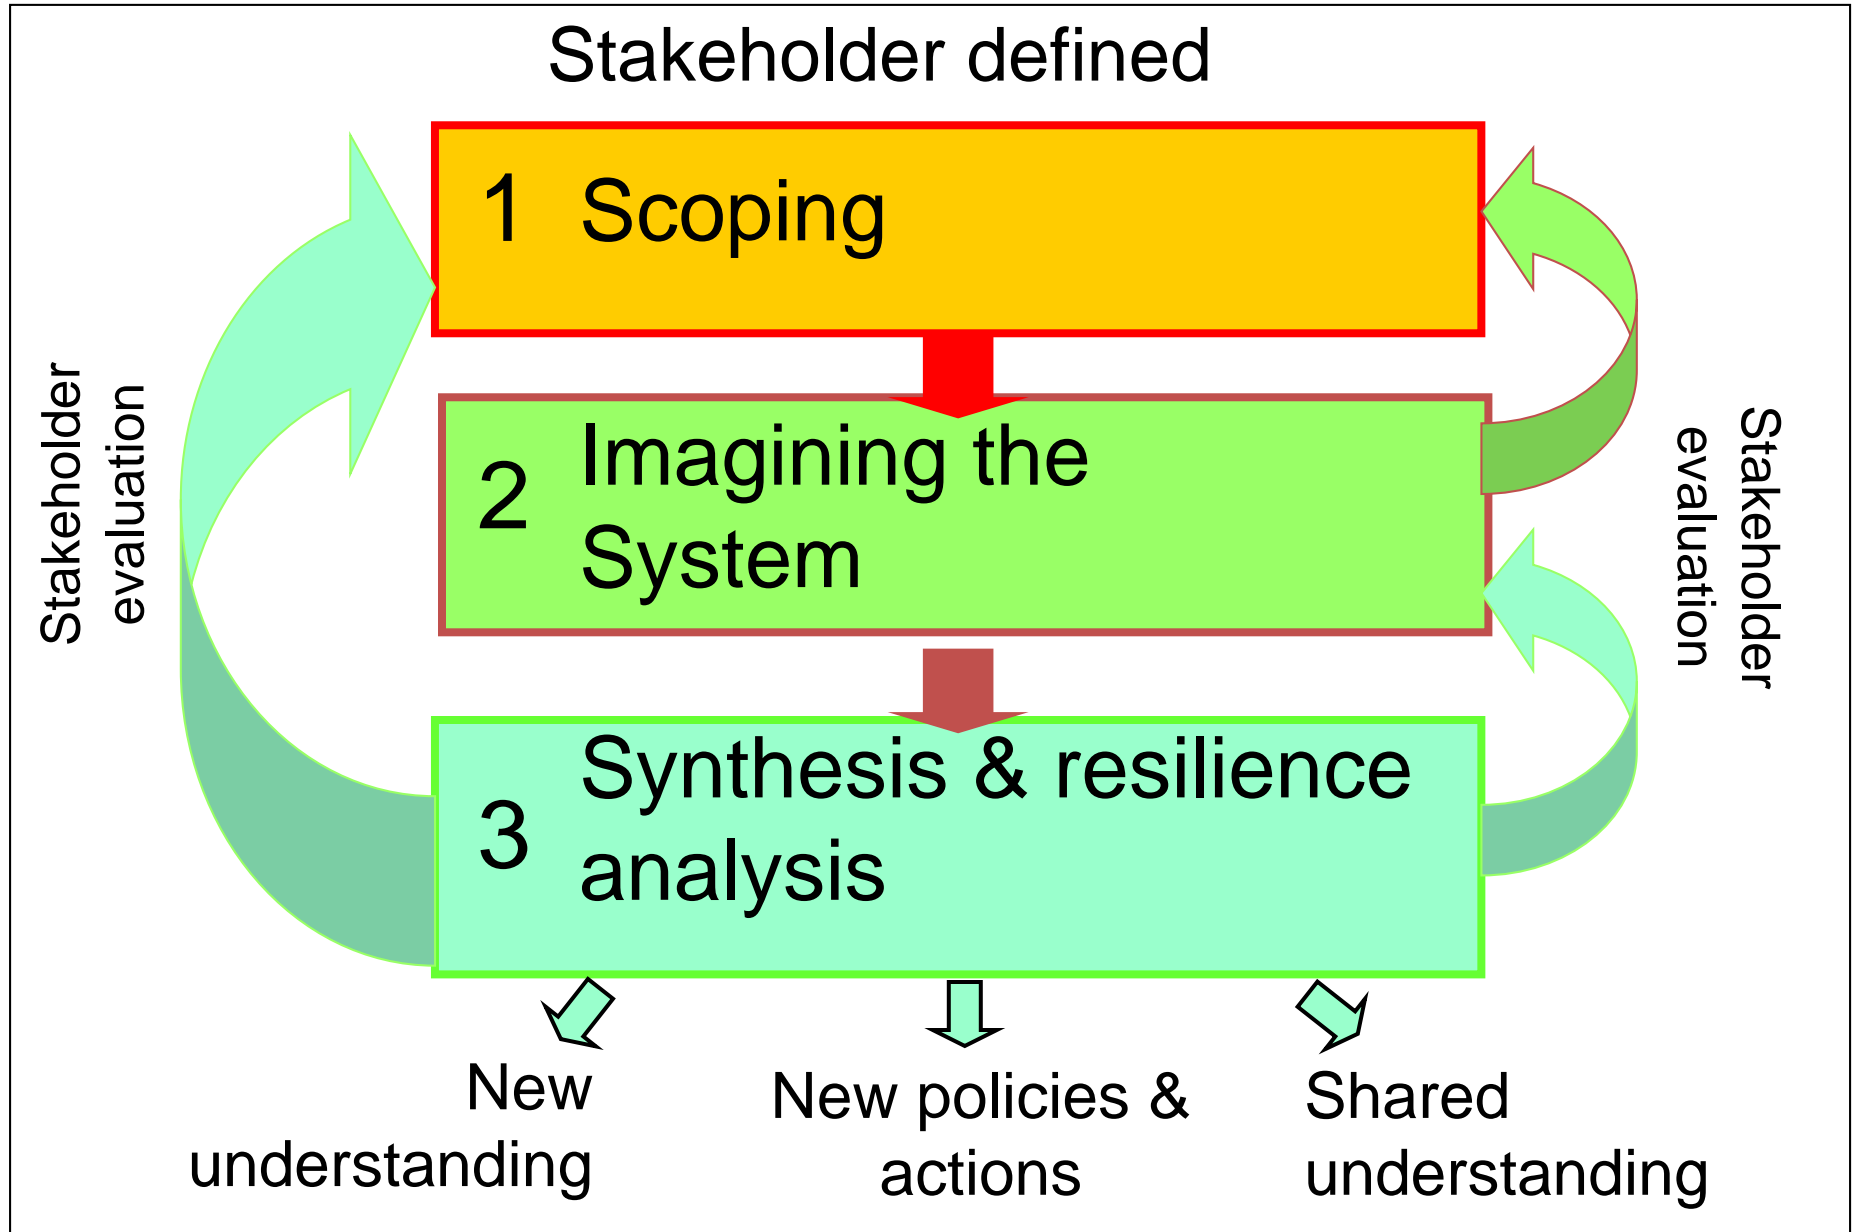 Stakeholder defined
1 Scoping
2 Imagining the
System
3 Synthesis & resilience
analysis
Stakeholder
evaluation
Stakeholder
evaluation
New
understanding
New policies &
actions
Shared
understanding